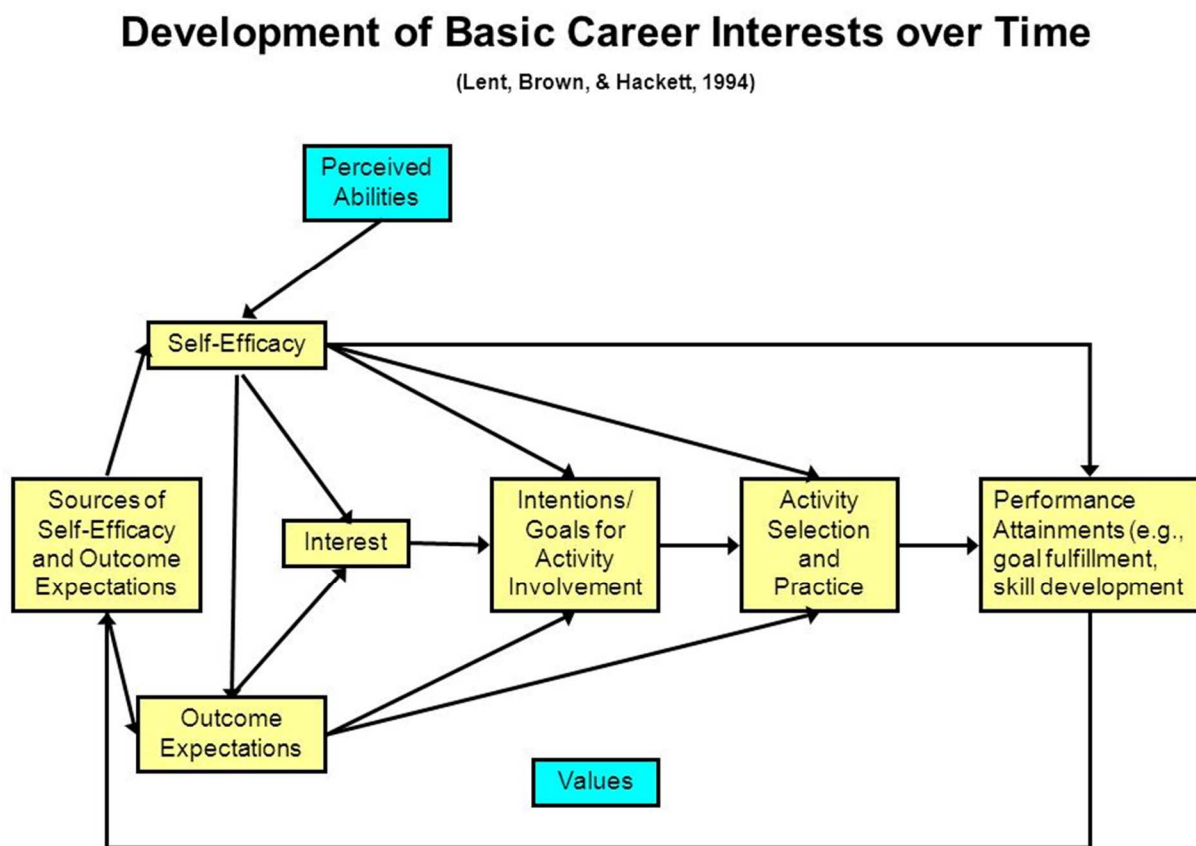 Development of Basic Career Interests over Time
(Lent, Brown, & Hackett, 1994)
Perceived
Abilities
Self-Efficacy
Sources of
Self-Efficacy
and Outcome
Expectations
Interest
Intentions/
Goals for
Activity
Involvement
Activity
Selection
and
Practice
Performance
Attainments (e.g.,
goal fulfillment,
skill development
Outcome
Expectations
Values